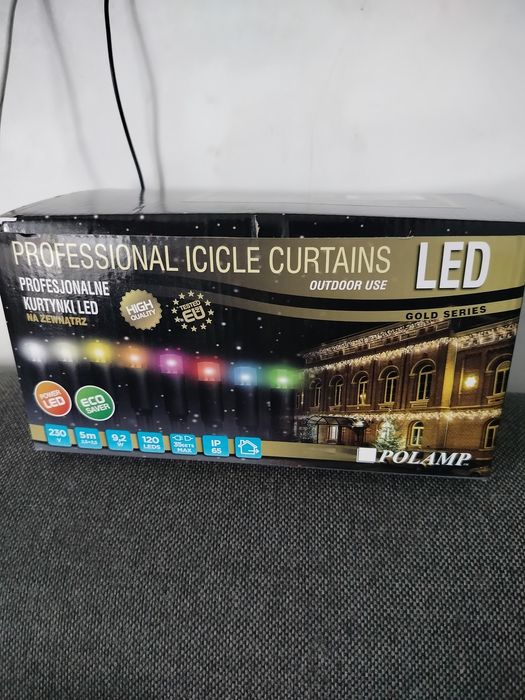 PROFESSIONAL ICICLE CURTAINS
OUTDOOR USE
LED
GOLD SERIES
PROFESJONALNE
KURTYNKI LED
NA ZEWNĄTRZ
HIGH
QUALITY
TESTED
EU
POWER
LED
ECO
SAVER
230
V
5m
9,2
W
120
LEDS
MAX
IP
65
POLAMP